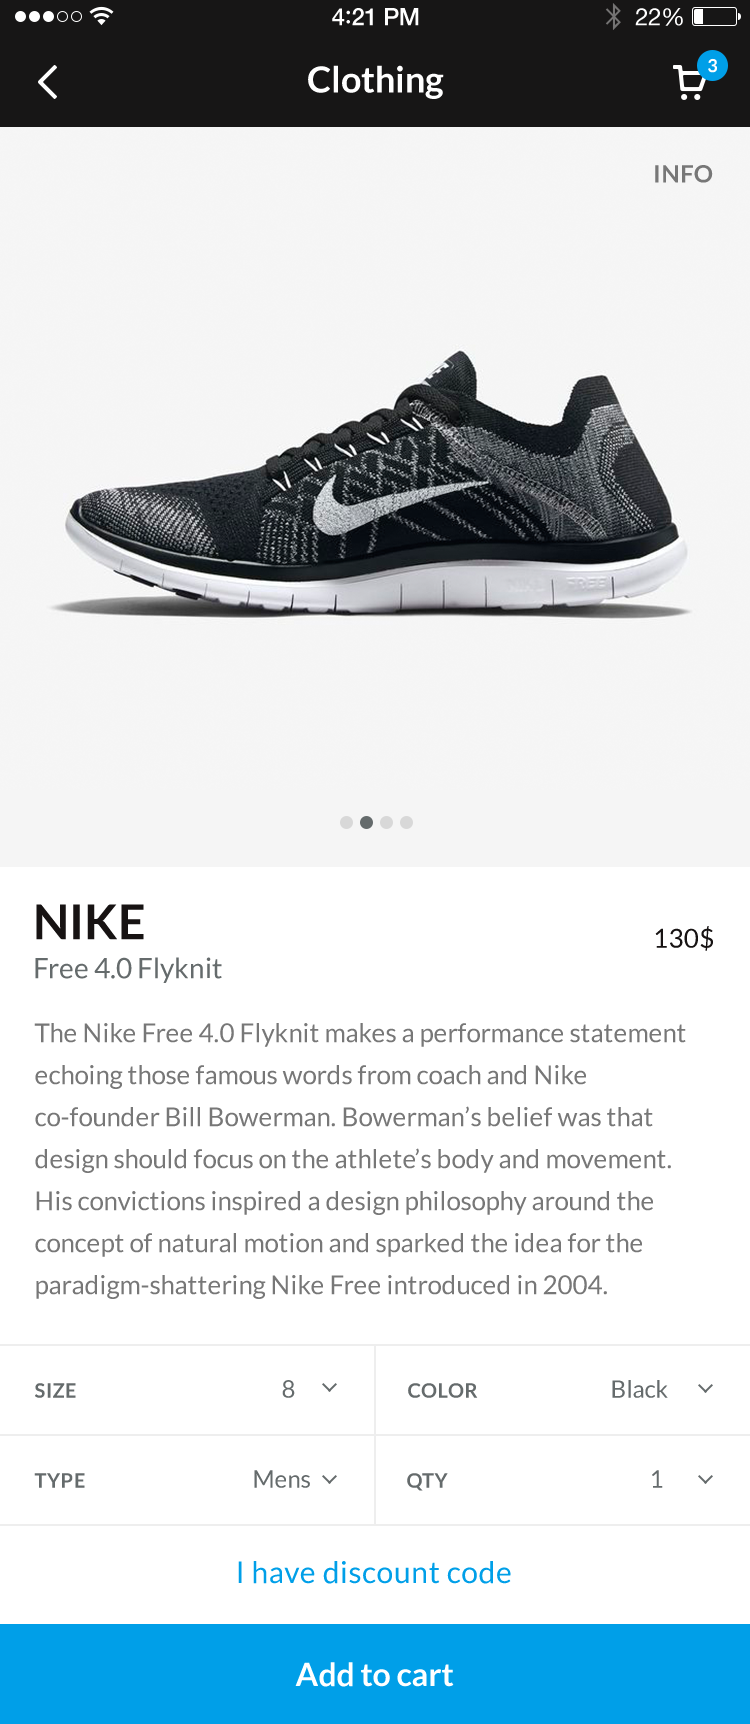 4:21 PM 22%
Clothing 3
INFO
FREE
NIKE
130$
Free 4.0 Flyknit
The Nike Free 4.0 Flyknit makes a performance statement
echoing those famous words from coach and Nike
co-founder Bill Bowerman. Bowerman’s belief was that
design should focus on the athlete’s body and movement.
His convictions inspired a design philosophy around the
concept of natural motion and sparked the idea for the
paradigm-shattering Nike Free introduced in 2004.
SIZE 8 COLOR Black
TYPE Mens QTY 1
I have discount code
Add to cart